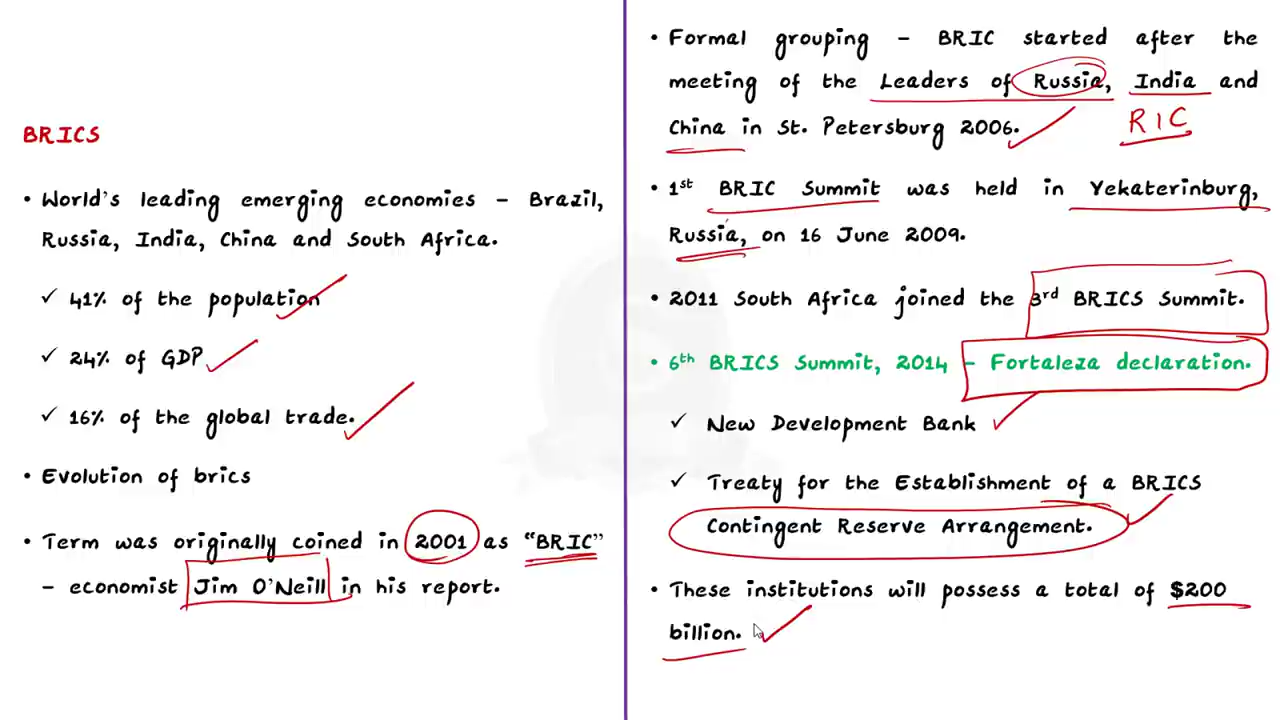 BRICS
• World's leading emerging economies – Brazil,
Russia, India, China and South Africa.
✓ 41% of the population
✓ 24% of GDP
✓ 16% of the global trade.
• Evolution of brics
• Term was originally coined in 2001 as “BRIC”
– economist Jim O'Neill in his report.
• Formal grouping – BRIC started after the
meeting of the Leaders of Russia, India and
China in St. Petersburg 2006.
RIC
• 1st BRIC Summit was held in Yekaterinburg,
Russia, on 16 June 2009.
• 2011 South Africa joined the 3rd BRICS Summit.
• 6th BRICS Summit, 2014 – Fortaleza declaration.
✓ New Development Bank
✓ Treaty for the Establishment of a BRICS
Contingent Reserve Arrangement.
• These institutions will possess a total of $200
billion.